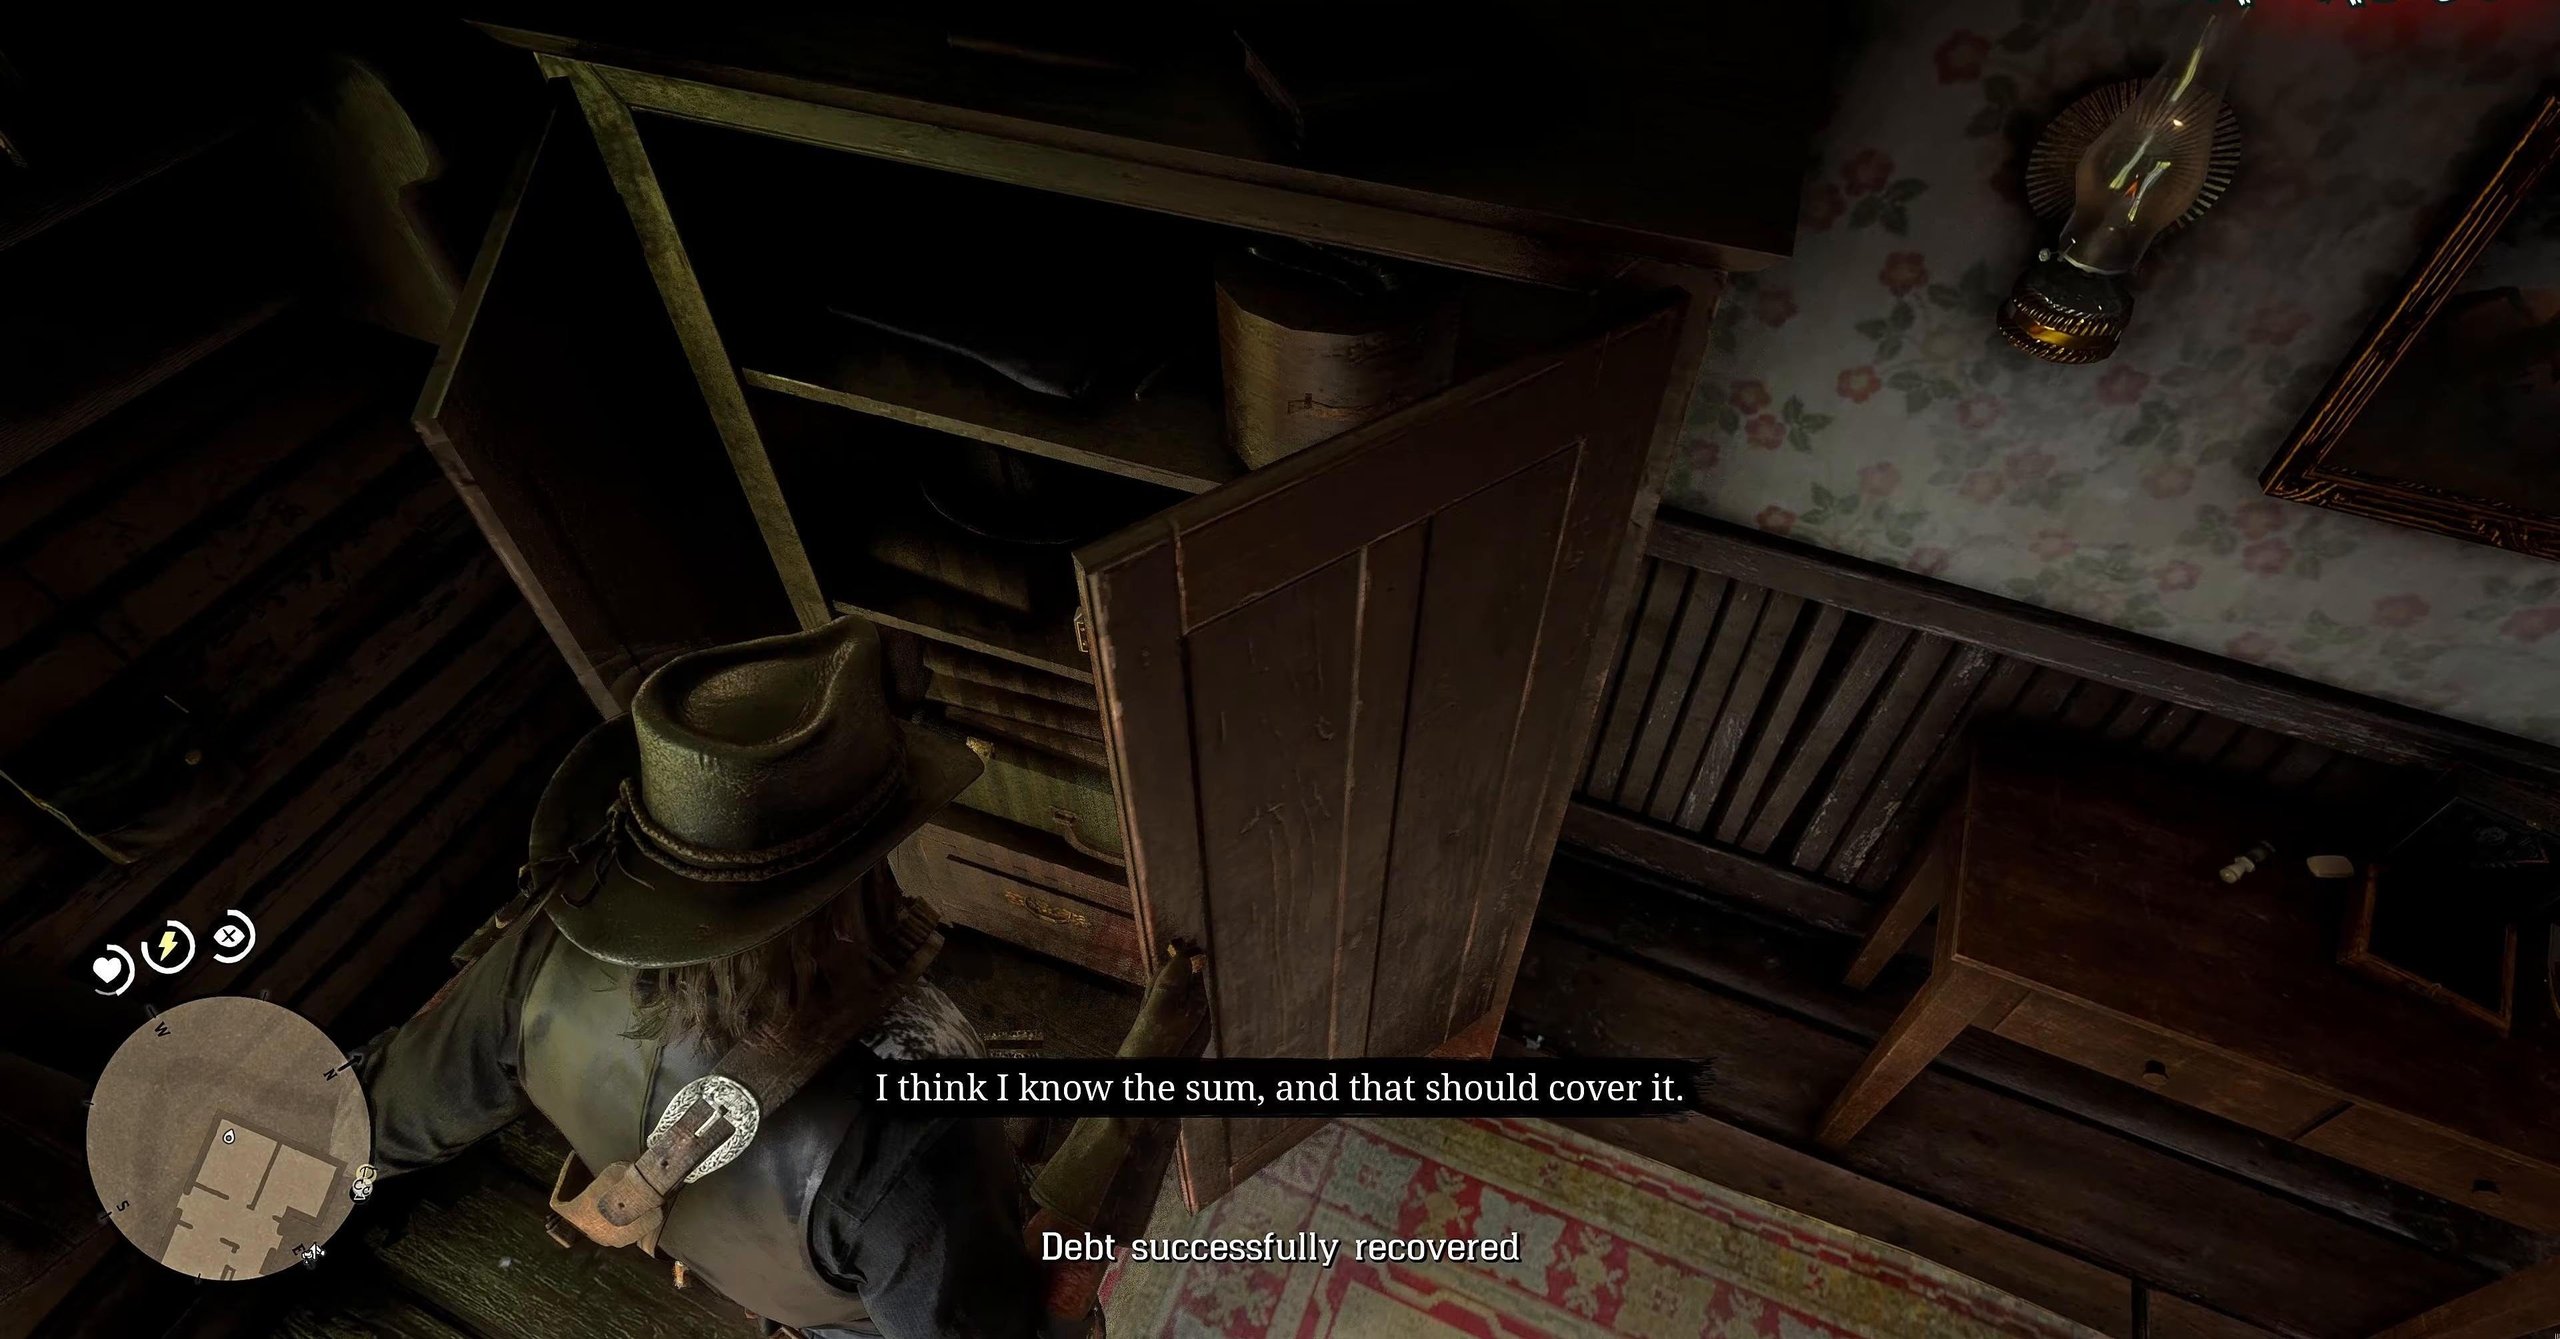 W
N
S
E
I think I know the sum, and that should cover it.
Debt successfully recovered